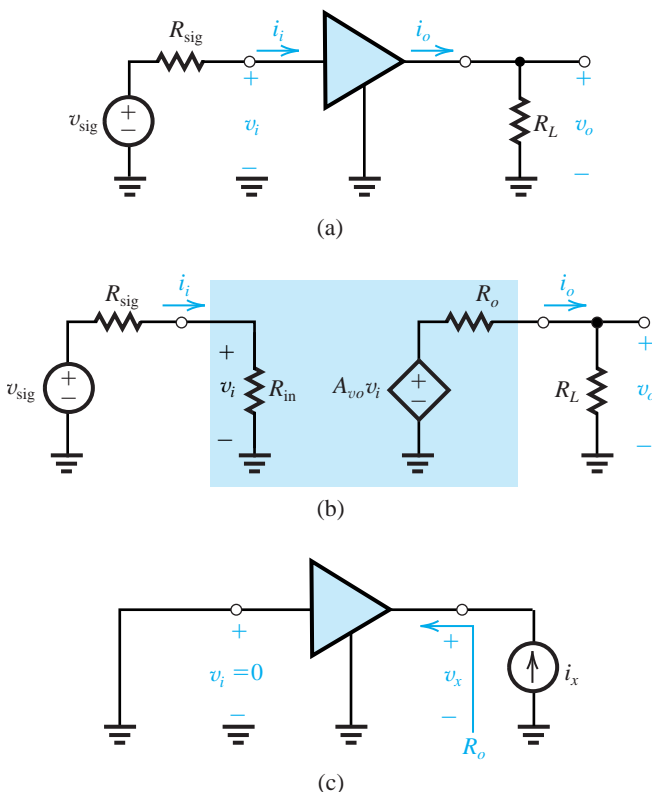 R_sig i_i i_o
v_sig + − + v_i − R_L + v_o −
(a)
R_sig i_i R_o i_o
v_sig + − + v_i − R_in A_vo v_i + − R_L + v_o −
(b)
+ v_i = 0 − + v_x − i_x
R_o
(c)